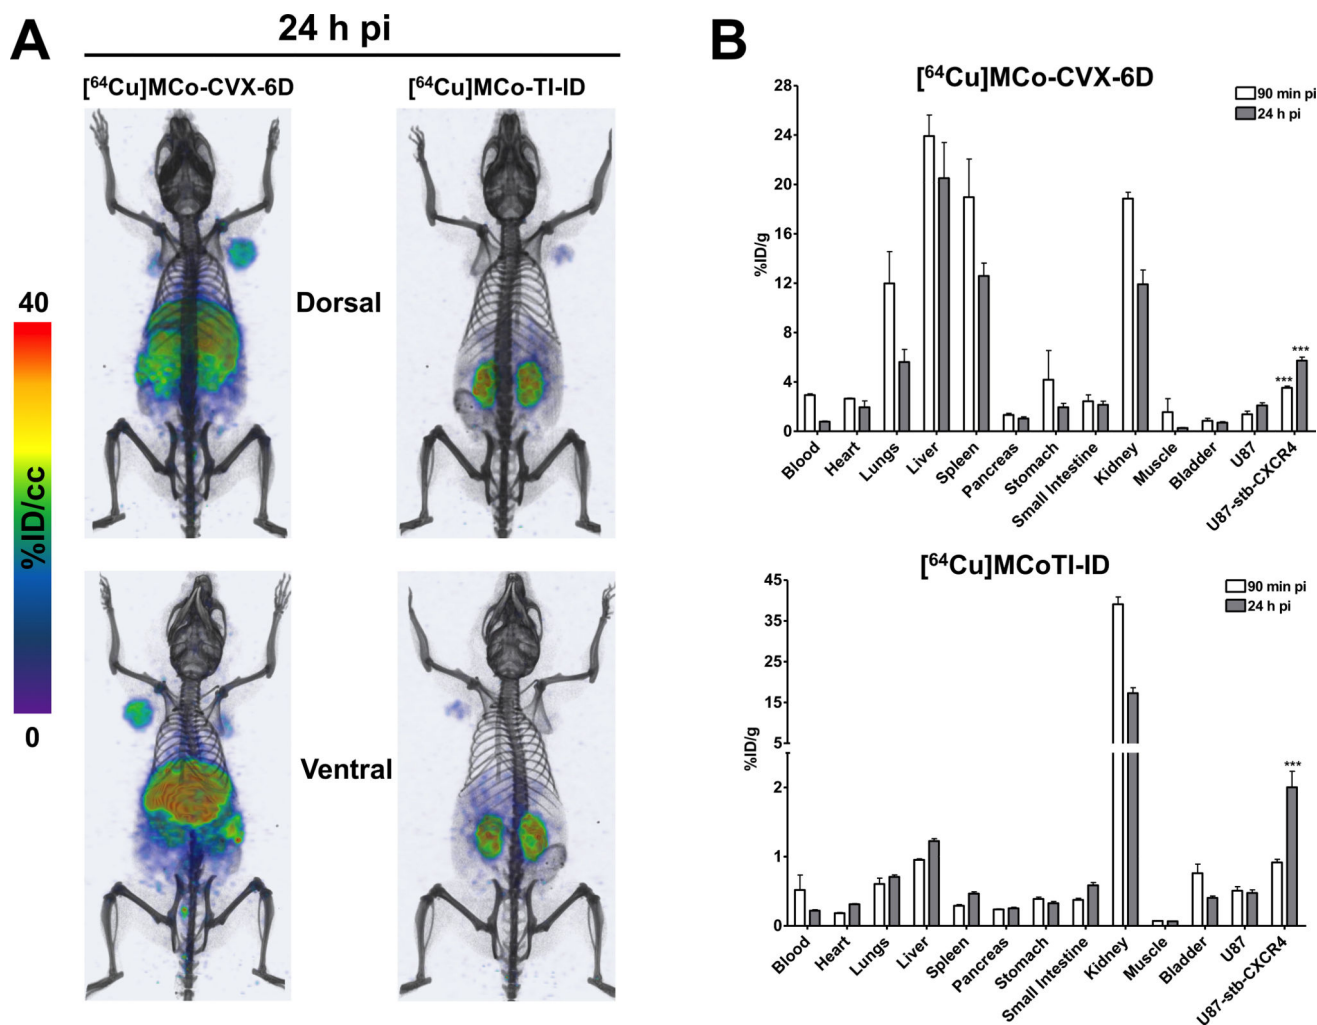 A
24 h pi
[64Cu]MCo-CVX-6D
[64Cu]MCo-TI-ID
40
%ID/cc
0
Dorsal
Ventral
B
[64Cu]MCo-CVX-6D
90 min pi
24 h pi
%ID/g
28
24
20
16
12
8
4
0
***
***
Blood
Heart
Lungs
Liver
Spleen
Pancreas
Stomach
Small Intestine
Kidney
Muscle
Bladder
U87
U87-stb-CXCR4
[64Cu]MCoTI-ID
90 min pi
24 h pi
%ID/g
45
35
25
15
5
2
1
0
***
Blood
Heart
Lungs
Liver
Spleen
Pancreas
Stomach
Small Intestine
Kidney
Muscle
Bladder
U87
U87-stb-CXCR4